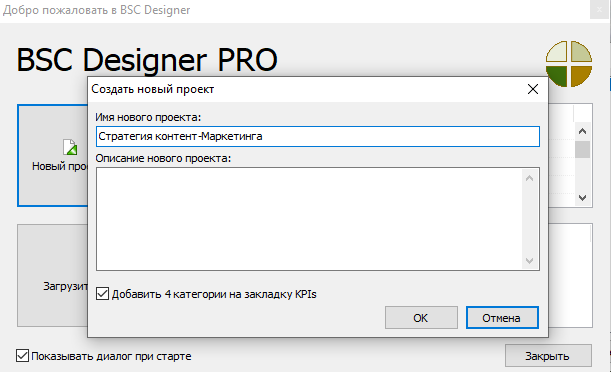 Добро пожаловать в BSC Designer
BSC Designer PRO
Создать новый проект
Имя нового проекта:
Стратегия контент-Маркетинга
Описание нового проекта:
Новый
Добавить 4 категории на закладку KPIs
OK
Отмена
Показывать диалог при старте
Закрыть